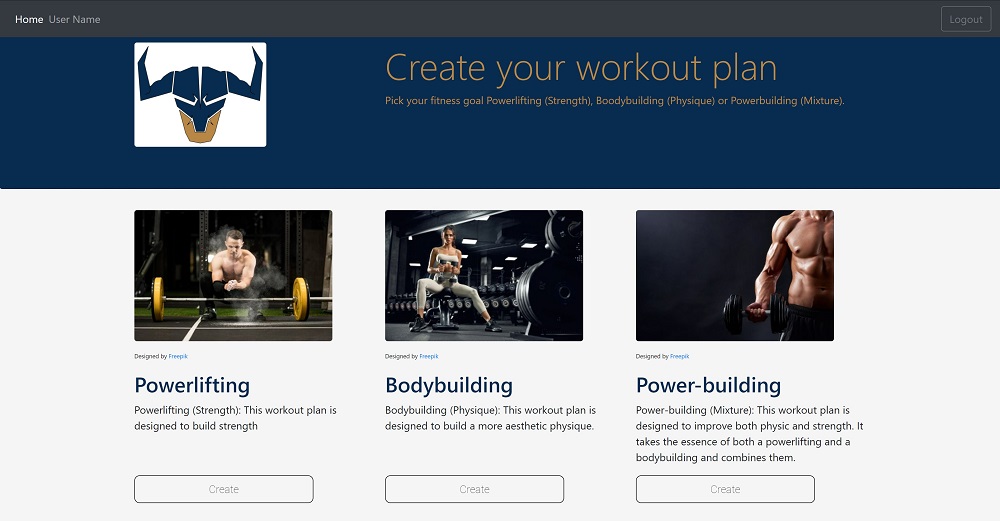 Home User Name Logout
Create your workout plan
Pick your fitness goal Powerlifting (Strength), Boodybuilding (Physique) or Powerbuilding (Mixture).
Designed by Freepik
Powerlifting
Powerlifting (Strength): This workout plan is
designed to build strength
Create
Designed by Freepik
Bodybuilding
Bodybuilding (Physique): This workout plan is
designed to build a more aesthetic physique.
Create
Designed by Freepik
Power-building
Power-building (Mixture): This workout plan is
designed to improve both physic and strength. It
takes the essence of both a powerlifting and a
bodybuilding and combines them.
Create